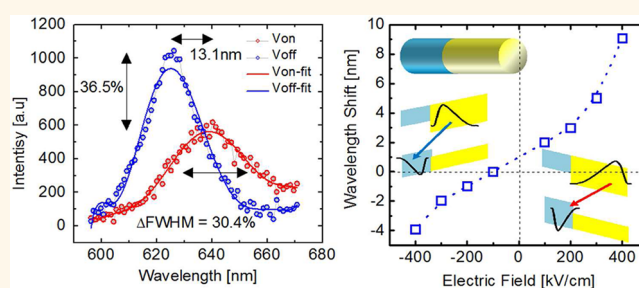 1200
1000
800
600
400
200
0
Intentisy [a.u]
600 620 640 660 680
Wavelength [nm]
Von
Voff
Von-fit
Voff-fit
13.1nm
36.5%
ΔFWHM = 30.4%
10
8
6
4
2
0
-2
-4
Wavelength Shift [nm]
-400 -200 0 200 400
Electric Field [kV/cm]